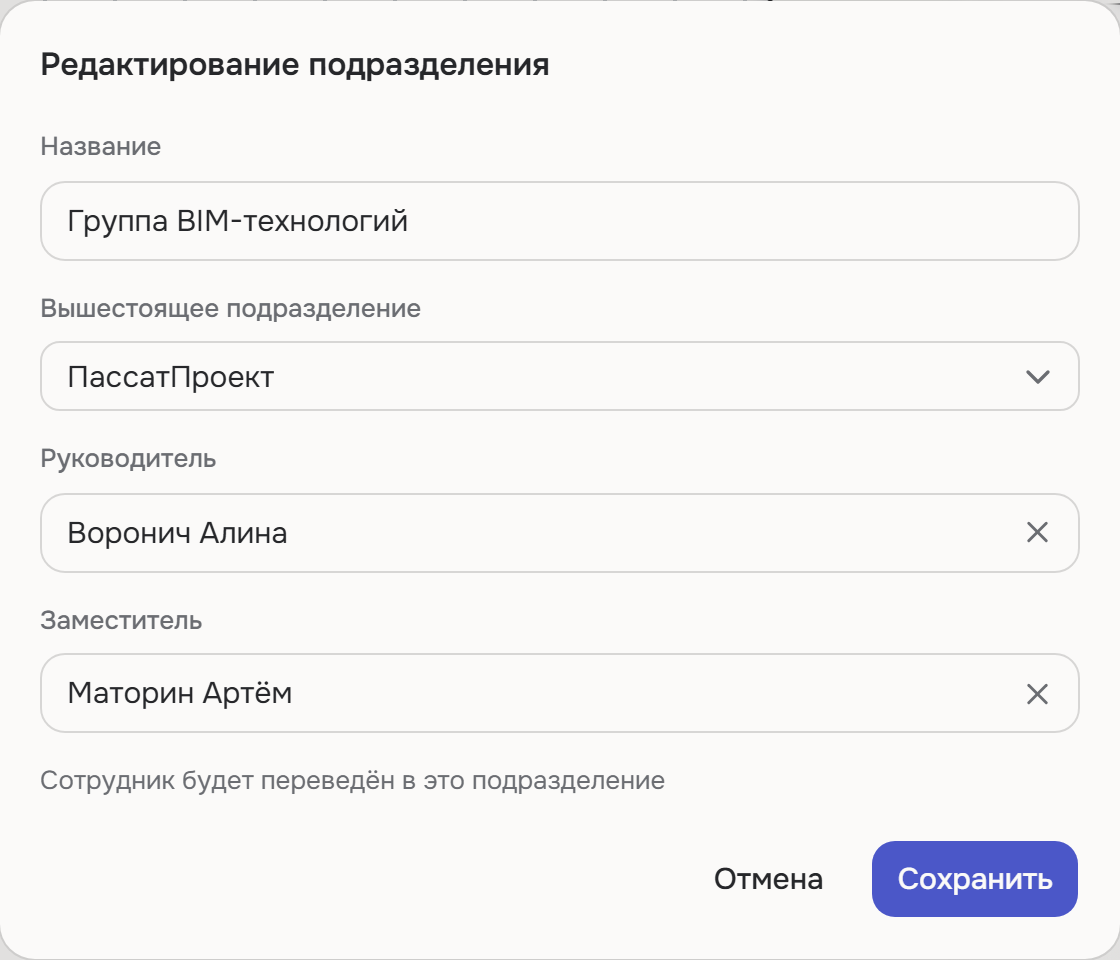 Редактирование подразделения
Название
Группа BIM-технологий
Вышестоящее подразделение
ПассатПроект
Руководитель
Воронич Алина
Заместитель
Маторин Артём
Сотрудник будет переведён в это подразделение
Отмена
Сохранить